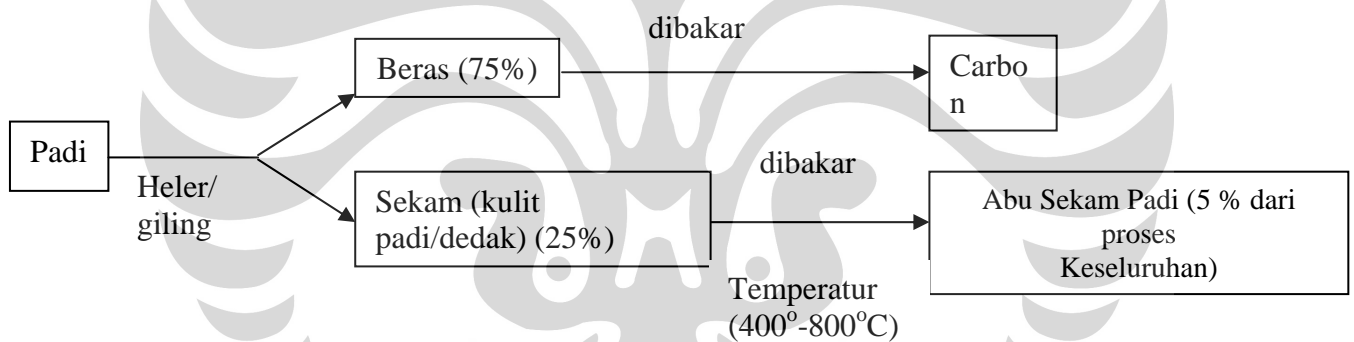 dibakar
Beras (75%)
Carbo
n
Padi
Heler/
giling
dibakar
Sekam (kulit
padi/dedak) (25%)
Abu Sekam Padi (5 % dari
proses
Keseluruhan)
Temperatur
(400°-800°C)